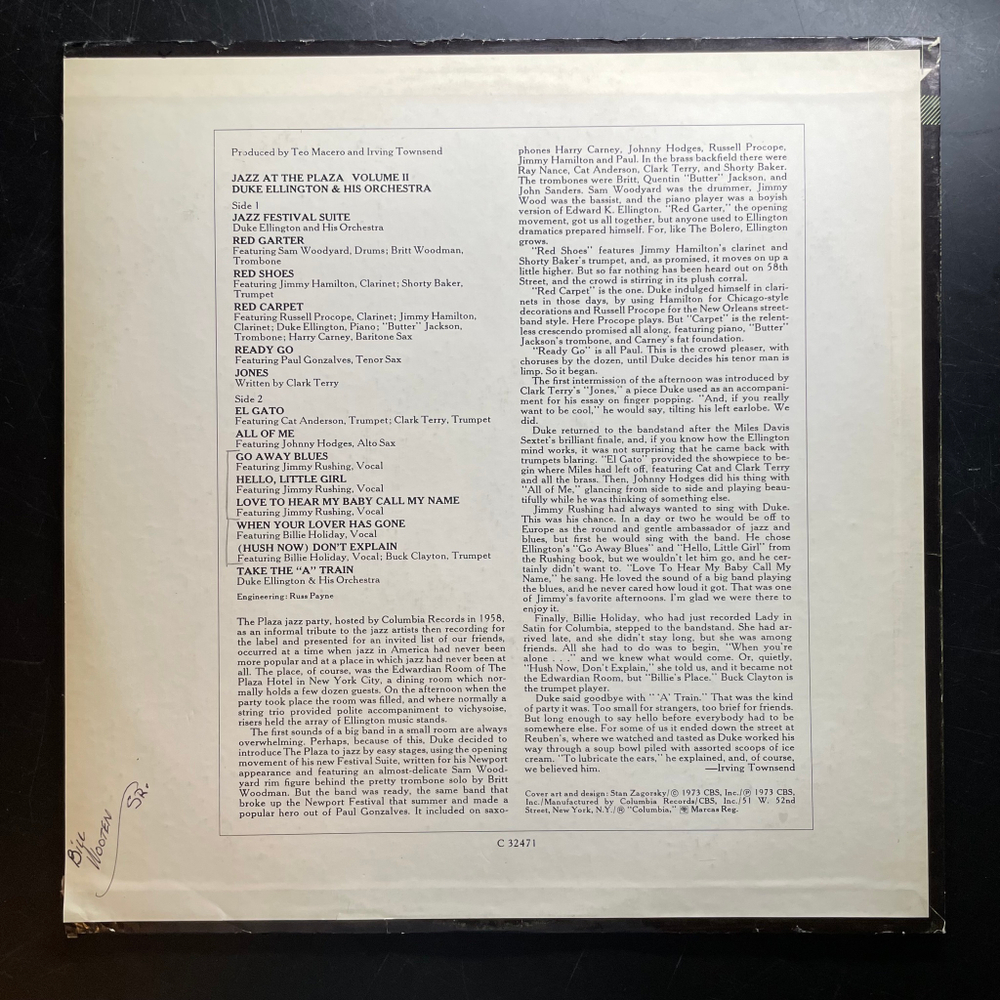 Produced by Teo Macero and Irving Townsend
JAZZ AT THE PLAZA VOLUME II
DUKE ELLINGTON & HIS ORCHESTRA
Side 1
JAZZ FESTIVAL SUITE
Duke Ellington and His Orchestra
RED GARTER
Featuring Sam Woodyard, Drums; Britt Woodman,
Trombone
RED SHOES
Featuring Jimmy Hamilton, Clarinet; Shorty Baker,
Trumpet
RED CARPET
Featuring Russell Procope, Clarinet; Jimmy Hamilton,
Clarinet; Duke Ellington, Piano; "Butter" Jackson,
Trombone; Harry Carney, Baritone Sax
READY GO
Featuring Paul Gonzalves, Tenor Sax
JONES
Written by Clark Terry
Side 2
EL GATO
Featuring Cat Anderson, Trumpet; Clark Terry, Trumpet
ALL OF ME
Featuring Johnny Hodges, Alto Sax
GO AWAY BLUES
Featuring Jimmy Rushing, Vocal
HELLO, LITTLE GIRL
Featuring Jimmy Rushing, Vocal
LOVE TO HEAR MY BABY CALL MY NAME
Featuring Jimmy Rushing, Vocal
WHEN YOUR LOVER HAS GONE
Featuring Billie Holiday, Vocal
(HUSH NOW) DON'T EXPLAIN
Featuring Billie Holiday, Vocal; Buck Clayton, Trumpet
TAKE THE "A" TRAIN
Duke Ellington & His Orchestra
Engineering: Russ Payne
The Plaza jazz party, hosted by Columbia Records in 1958,
as an informal tribute to the jazz artists then recording for
the label and presented for an invited list of our friends,
occurred at a time when jazz in America had never been
more popular and at a place in which jazz had never been at
all. The place, of course, was the Edwardian Room of The
Plaza Hotel in New York City, a dining room which nor-
mally holds a few dozen guests. On the afternoon when the
party took place the room was filled, and where normally a
string trio provided polite accompaniment to vichysoise,
risers held the array of Ellington music stands.
The first sounds of a big band in a small room are always
overwhelming. Perhaps, because of this, Duke decided to
introduce The Plaza to jazz by easy stages, using the opening
movement of his new Festival Suite, written for his Newport
appearance and featuring an almost-delicate Sam Wood-
yard rim figure behind the pretty trombone solo by Britt
Woodman. But the band was ready, the same band that
broke up the Newport Festival that summer and made a
popular hero out of Paul Gonzalves. It included on saxo-
phones Harry Carney, Johnny Hodges, Russell Procope,
Jimmy Hamilton and Paul. In the brass backfield there were
Ray Nance, Cat Anderson, Clark Terry, and Shorty Baker.
The trombones were Britt, Quentin "Butter" Jackson, and
John Sanders. Sam Woodyard was the drummer, Jimmy
Wood was the bassist, and the piano player was a boyish
version of Edward K. Ellington. "Red Garter," the opening
movement, got us all together, but anyone used to Ellington
dramatics prepared himself. For, like The Bolero, Ellington
grows.
"Red Shoes" features Jimmy Hamilton's clarinet and
Shorty Baker's trumpet, and, as promised, it moves on up a
little higher. But so far nothing has been heard out on 58th
Street, and the crowd is stirring in its plush corral.
"Red Carpet" is the one. Duke indulged himself in clari-
nets in those days, by using Hamilton for Chicago-style
decorations and Russell Procope for the New Orleans street-
band style. Here Procope plays. But "Carpet" is the relent-
less crescendo promised all along, featuring piano, "Butter"
Jackson's trombone, and Carney's fat foundation.
"Ready Go" is all Paul. This is the crowd pleaser, with
choruses by the dozen, until Duke decides his tenor man is
limp. So it began.
The first intermission of the afternoon was introduced by
Clark Terry's "Jones," a piece Duke used as an accompani-
ment for his essay on finger popping. "And, if you really
want to be cool," he would say, tilting his left earlobe. We
did.
Duke returned to the bandstand after the Miles Davis
Sextet's brilliant finale, and, if you know how the Ellington
mind works, it was not surprising that he came back with
trumpets blaring. "El Gato" provided the showpiece to be-
gin where Miles had left off, featuring Cat and Clark Terry
and all the brass. Then, Johnny Hodges did his thing with
"All of Me," glancing from side to side and playing beau-
tifully while he was thinking of something else.
Jimmy Rushing had always wanted to sing with Duke.
This was his chance. In a day or two he would be off to
Europe as the round and gentle ambassador of jazz and
blues, but first he would sing with the band. He chose
Ellington's "Go Away Blues" and "Hello, Little Girl" from
the Rushing book, but we wouldn't let him go, and he cer-
tainly didn't want to. "Love To Hear My Baby Call My
Name," he sang. He loved the sound of a big band playing
the blues, and he never cared how loud it got. That was one
of Jimmy's favorite afternoons. I'm glad we were there to
enjoy it.
Finally, Billie Holiday, who had just recorded Lady in
Satin for Columbia, stepped to the bandstand. She had ar-
rived late, and she didn't stay long, but she was among
friends. All she had to do was to begin, "When you're
alone . . ." and we knew what would come. Or, quietly,
"Hush Now, Don't Explain," she told us, and it became not
the Edwardian Room, but "Billie's Place." Buck Clayton is
the trumpet player.
Duke said goodbye with " 'A' Train." That was the kind
of party it was. Too small for strangers, too brief for friends.
But long enough to say hello before everybody had to be
somewhere else. For some of us it ended down the street at
Reuben's, where we watched and tasted as Duke worked his
way through a soup bowl piled with assorted scoops of ice
cream. "To lubricate the ears," he explained, and, of course,
we believed him. —Irving Townsend
Cover art and design: Stan Zagorsky/© 1973 CBS, Inc./℗ 1973 CBS,
Inc./Manufactured by Columbia Records/CBS, Inc./51 W. 52nd
Street, New York, N.Y./® "Columbia," Marcas Reg.
C 32471
Bill
Wooten Sr.